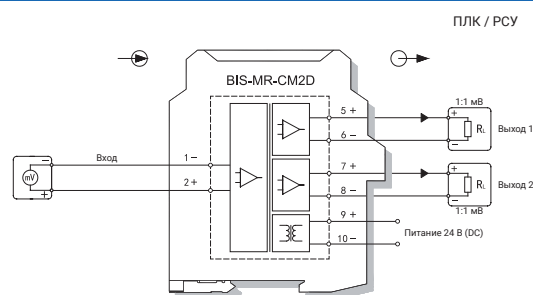 ПЛК / РСУ
BIS-MR-CM2D
1:1 мВ
5 +
+
RL
Выход 1
6 –
–
Вход
1 –
–
mV
2 +
+
7 +
+
RL
Выход 2
8 –
–
1:1 мВ
9 +
Питание 24 В (DC)
10 –